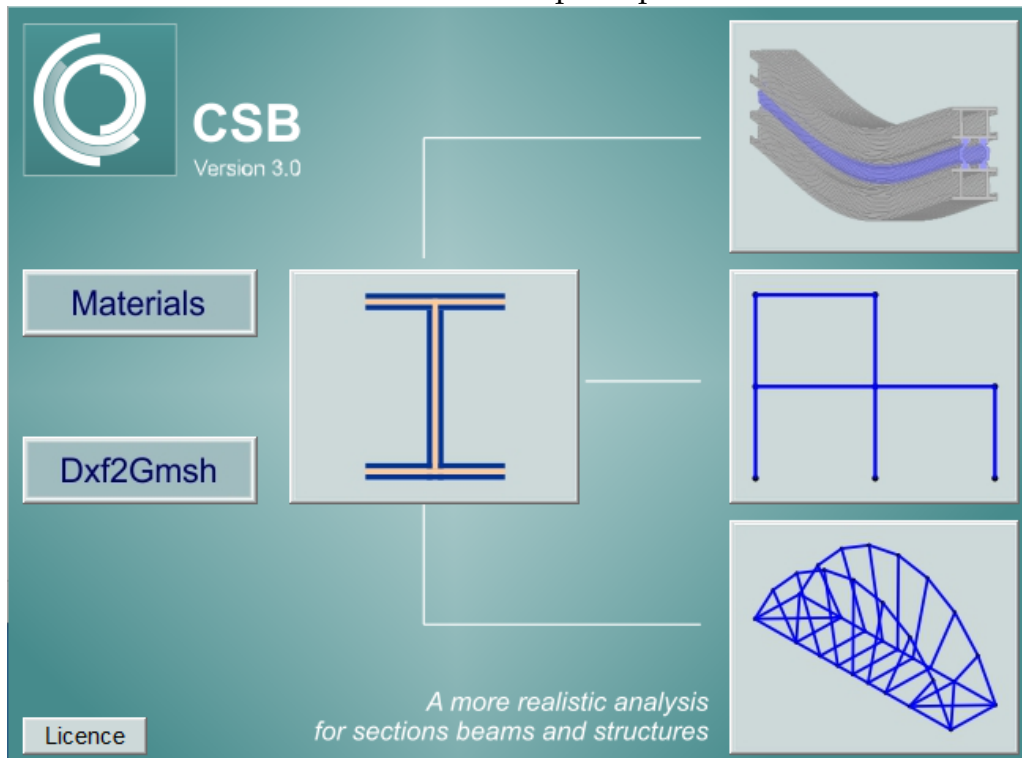 CSB
Version 3.0
Materials
Dxf2Gmsh
A more realistic analysis
for sections beams and structures
Licence